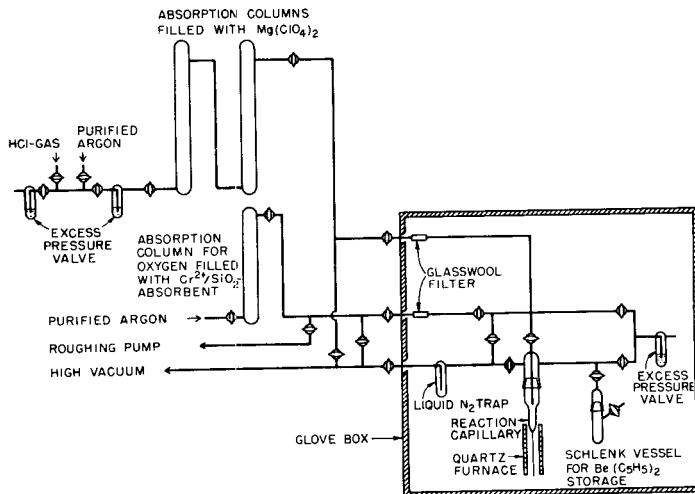 ABSORPTION COLUMNS
FILLED WITH Mg(ClO4)2
HCl-GAS
PURIFIED
ARGON
EXCESS
PRESSURE
VALVE
ABSORPTION
COLUMN FOR
OXYGEN FILLED
WITH Cr2+/SiO2
ABSORBENT
GLASSWOOL
FILTER
PURIFIED ARGON
ROUGHING PUMP
HIGH VACUUM
LIQUID N2 TRAP
EXCESS
PRESSURE
VALVE
REACTION
CAPILLARY
GLOVE BOX
QUARTZ
FURNACE
SCHLENK VESSEL
FOR Be (C5H5)2
STORAGE